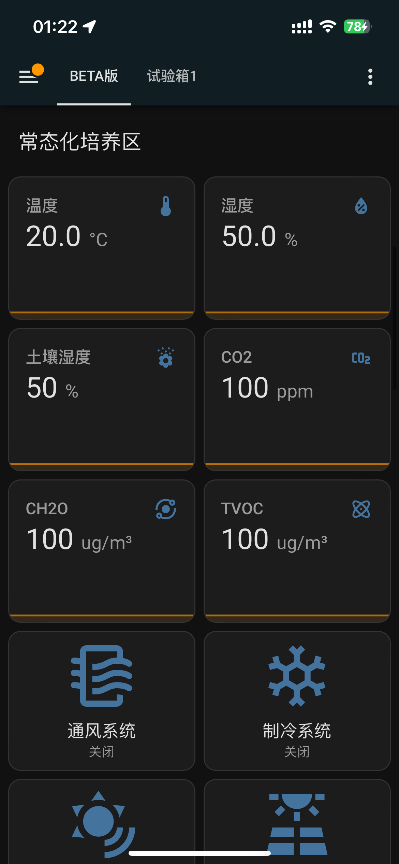 01:22
78
BETA版
试验箱1
常态化培养区
温度
20.0 °C
湿度
50.0 %
土壤湿度
50 %
CO2
CO₂
100 ppm
CH2O
100 ug/m³
TVOC
100 ug/m³
通风系统
关闭
制冷系统
关闭